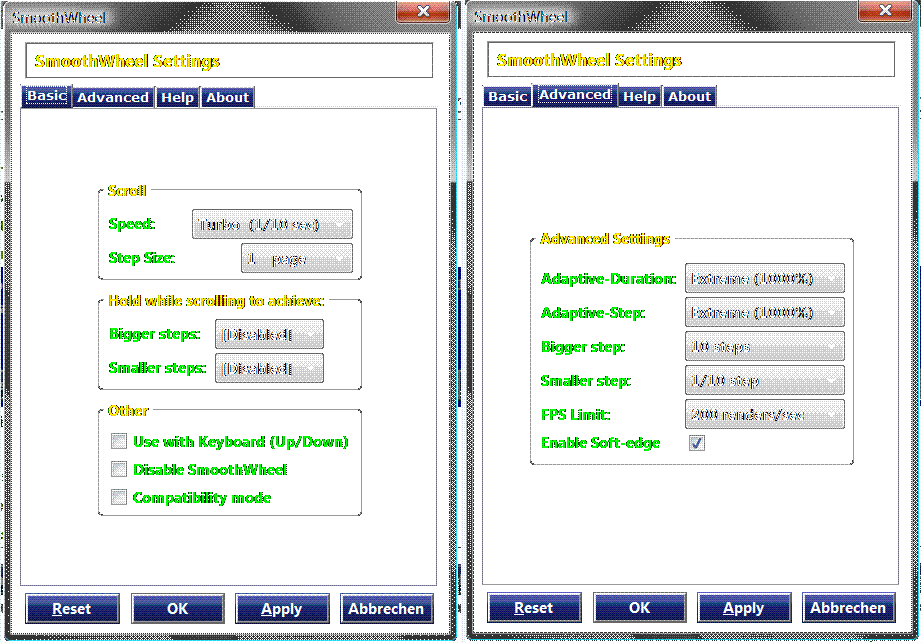 SmoothWheel
SmoothWheel Settings
Basic Advanced Help About
Scroll
Speed: Turbo (1/10 sec)
Step Size: 1 page
Hold while scrolling to achieve:
Bigger steps: [Disabled]
Smaller steps: [Disabled]
Other
Use with Keyboard (Up/Down)
Disable SmoothWheel
Compatibility mode
Reset OK Apply Abbrechen
SmoothWheel
SmoothWheel Settings
Basic Advanced Help About
Advanced Settings
Adaptive-Duration: Extreme (1000%)
Adaptive-Step: Extreme (1000%)
Bigger step: 10 steps
Smaller step: 1/10 step
FPS Limit: 200 renders/sec
Enable Soft-edge
Reset OK Apply Abbrechen